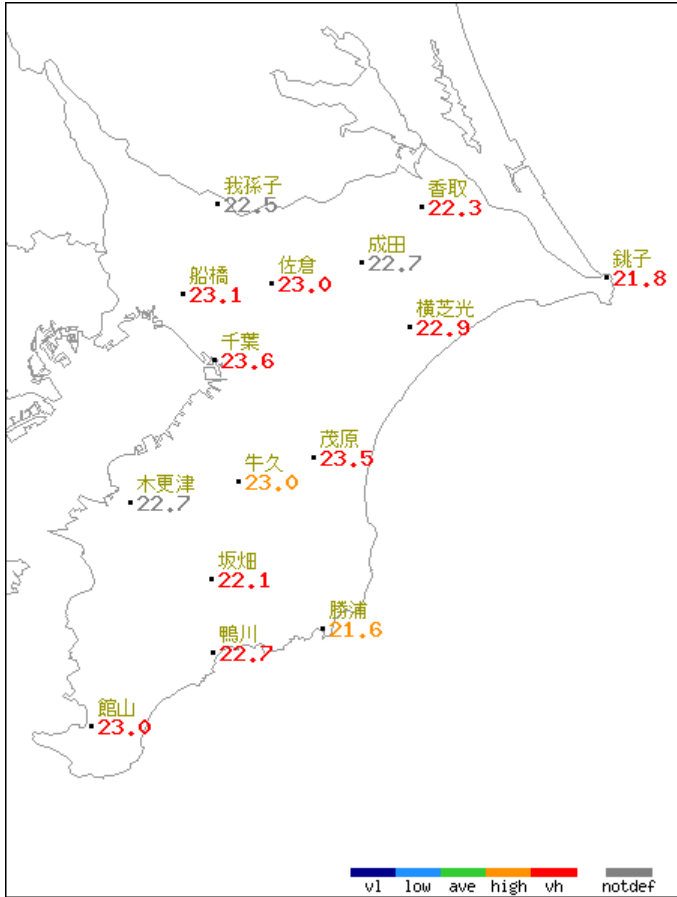 我孫子
22.5
香取
22.3
成田
22.7
佐倉
23.0
船橋
23.1
銚子
21.8
横芝光
22.9
千葉
23.6
茂原
23.5
牛久
23.0
木更津
22.7
坂畑
22.1
勝浦
21.6
鴨川
22.7
館山
23.0
vl low ave high vh notdef